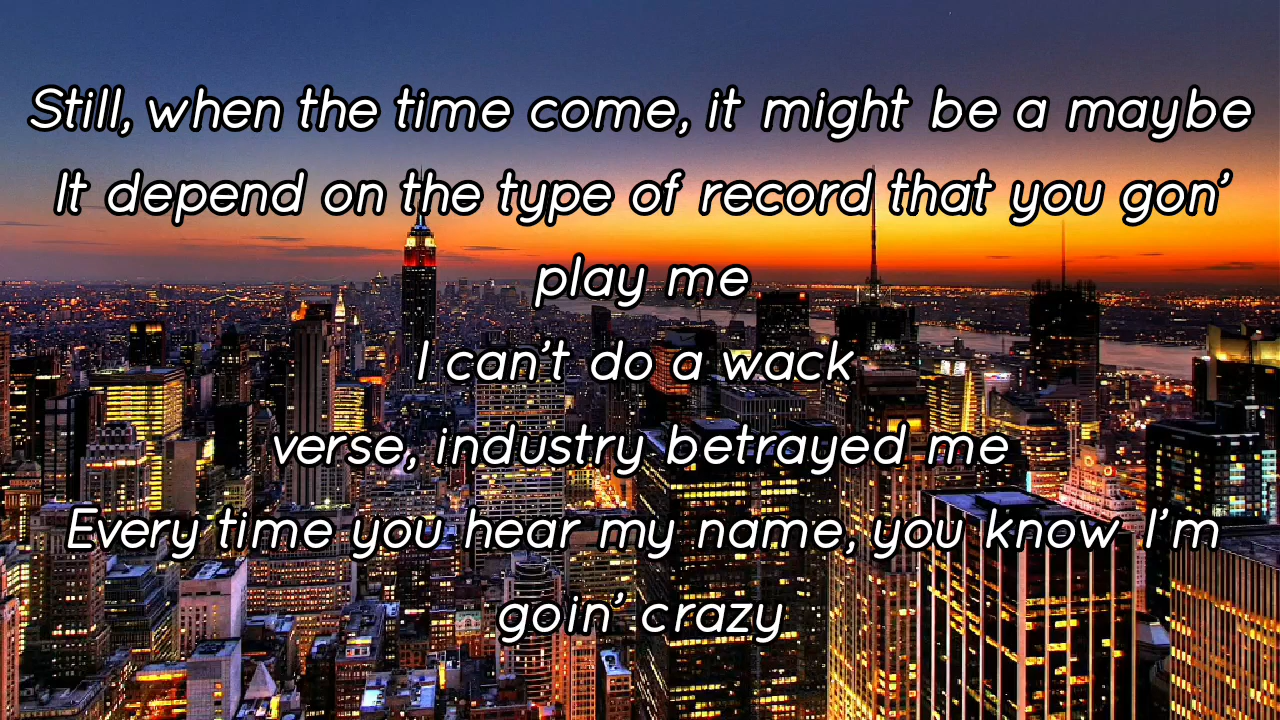 Still, when the time come, it might be a maybe
It depend on the type of record that you gon'
play me
I can't do a wack
verse, industry betrayed me
Every time you hear my name, you know I'm
goin' crazy